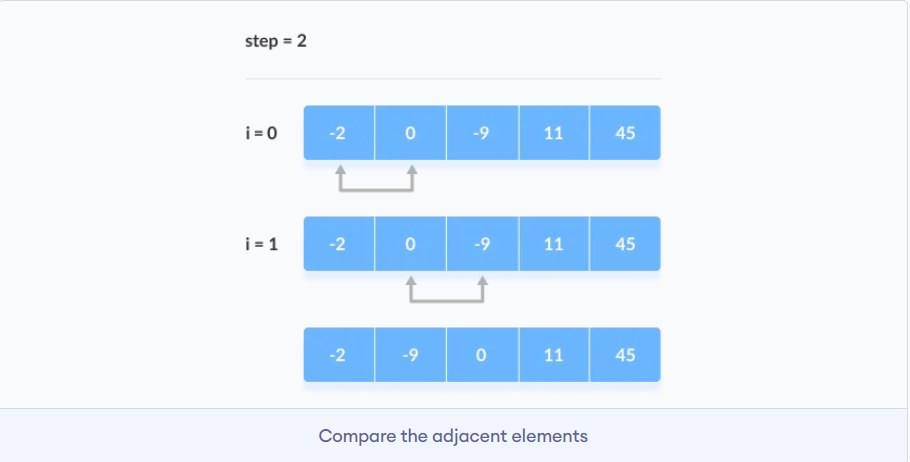 step = 2
i = 0 -2 0 -9 11 45
i = 1 -2 0 -9 11 45
-2 -9 0 11 45
Compare the adjacent elements